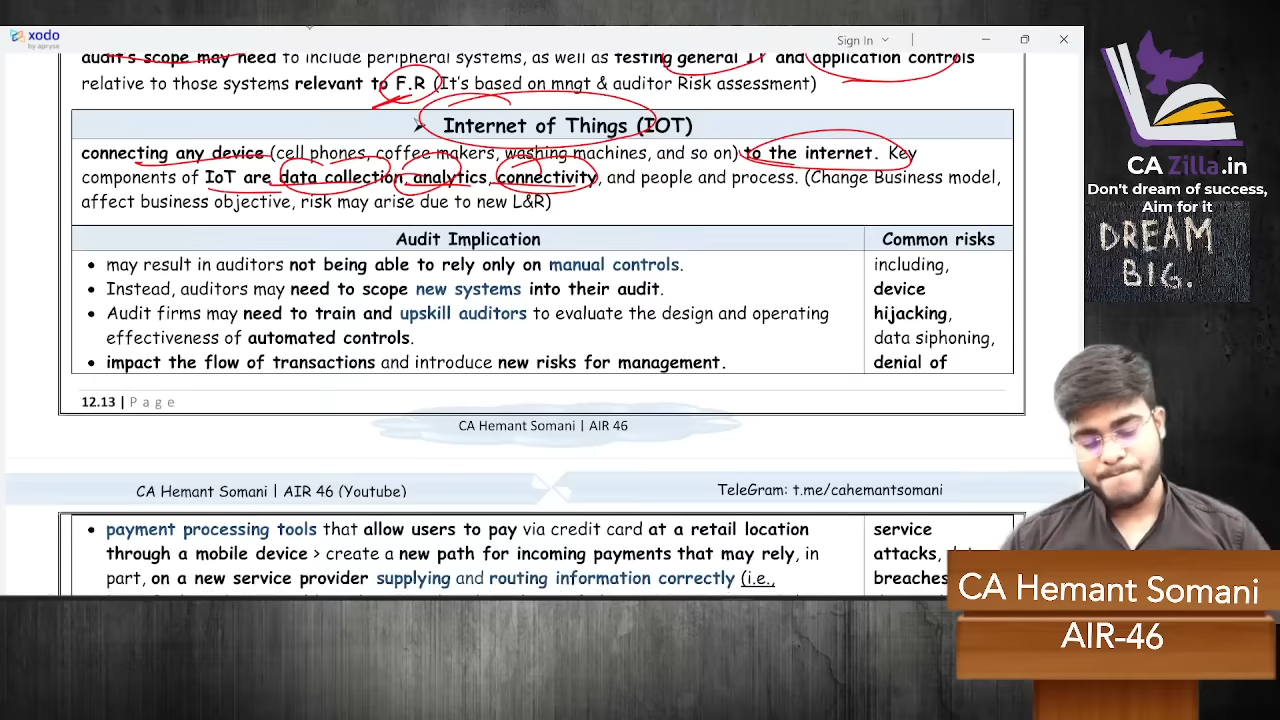 xodo
by apryse
Sign In
audit's scope may need to include peripheral systems, as well as testing general IT and application controls
relative to those systems relevant to F.R (It's based on mngt & auditor Risk assessment)
➢ Internet of Things (IOT)
connecting any device (cell phones, coffee makers, washing machines, and so on) to the internet. Key
components of IoT are data collection, analytics, connectivity, and people and process. (Change Business model,
affect business objective, risk may arise due to new L&R)
Audit Implication
Common risks
• may result in auditors not being able to rely only on manual controls.
• Instead, auditors may need to scope new systems into their audit.
• Audit firms may need to train and upskill auditors to evaluate the design and operating
effectiveness of automated controls.
• impact the flow of transactions and introduce new risks for management.
including,
device
hijacking,
data siphoning,
denial of
12.13 | Page
CA Hemant Somani | AIR 46
CA Hemant Somani | AIR 46 (Youtube)
TeleGram: t.me/cahemantsomani
• payment processing tools that allow users to pay via credit card at a retail location
through a mobile device > create a new path for incoming payments that may rely, in
part, on a new service provider supplying and routing information correctly (i.e.,
service
attacks,
breaches
CA Zilla.in
Don't dream of success,
Aim for it
DREAM
BIG.
CA Hemant Somani
AIR-46